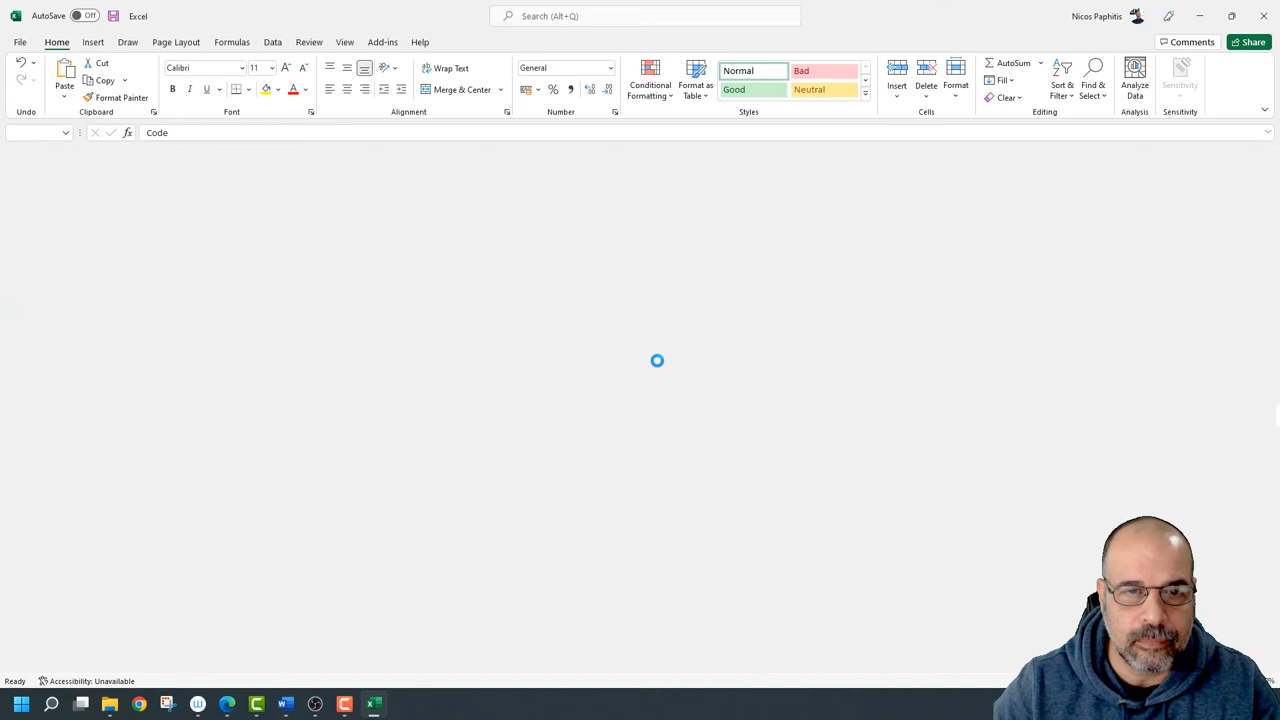 AutoSave Off Excel Search (Alt+Q) Nicos Paphitis
File Home Insert Draw Page Layout Formulas Data Review View Add-ins Help Comments Share
Undo
Paste
Cut
Copy
Format Painter
Clipboard
Calibri 11
B I U
Font
Wrap Text
Merge & Center
Alignment
General
%
Number
Conditional
Formatting
Format as
Table
Normal Bad
Good Neutral
Styles
Insert Delete Format
Cells
AutoSum
Fill
Clear
Sort &
Filter
Find &
Select
Editing
Analyze
Data
Analysis
Sensitivity
Sensitivity
fx Code
Ready Accessibility: Unavailable